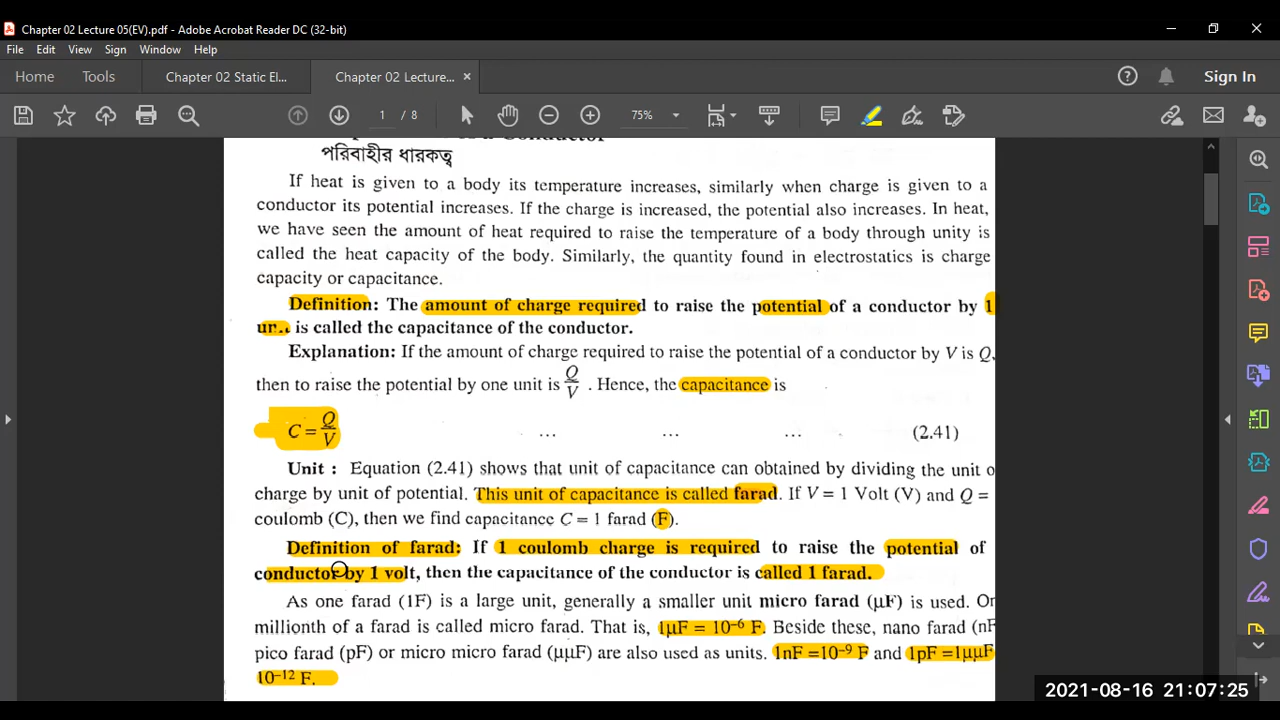 Chapter 02 Lecture 05(EV).pdf - Adobe Acrobat Reader DC (32-bit)
File Edit View Sign Window Help
Home Tools Chapter 02 Static El... Chapter 02 Lecture... × Sign In
1 / 8 75%
of a Conductor
পরিবাহীর ধারকত্ব
If heat is given to a body its temperature increases, similarly when charge is given to a
conductor its potential increases. If the charge is increased, the potential also increases. In heat,
we have seen the amount of heat required to raise the temperature of a body through unity is
called the heat capacity of the body. Similarly, the quantity found in electrostatics is charge
capacity or capacitance.
Definition: The amount of charge required to raise the potential of a conductor by 1
is called the capacitance of the conductor.
Explanation: If the amount of charge required to raise the potential of a conductor by V is Q,
then to raise the potential by one unit is Q/V . Hence, the capacitance is
C = Q/V ... ... ... (2.41)
Unit : Equation (2.41) shows that unit of capacitance can obtained by dividing the unit o
charge by unit of potential. This unit of capacitance is called farad. If V = 1 Volt (V) and Q =
coulomb (C), then we find capacitance C = 1 farad (F).
Definition of farad: If 1 coulomb charge is required to raise the potential of
conductor by 1 volt, then the capacitance of the conductor is called 1 farad.
As one farad (1F) is a large unit, generally a smaller unit micro farad (μF) is used. Or
millionth of a farad is called micro farad. That is, 1μF = 10⁻⁶ F. Beside these, nano farad (nF
pico farad (pF) or micro micro farad (μμF) are also used as units. 1nF =10⁻⁹ F and 1pF =1μμF
10⁻¹² F.
2021-08-16 21:07:25